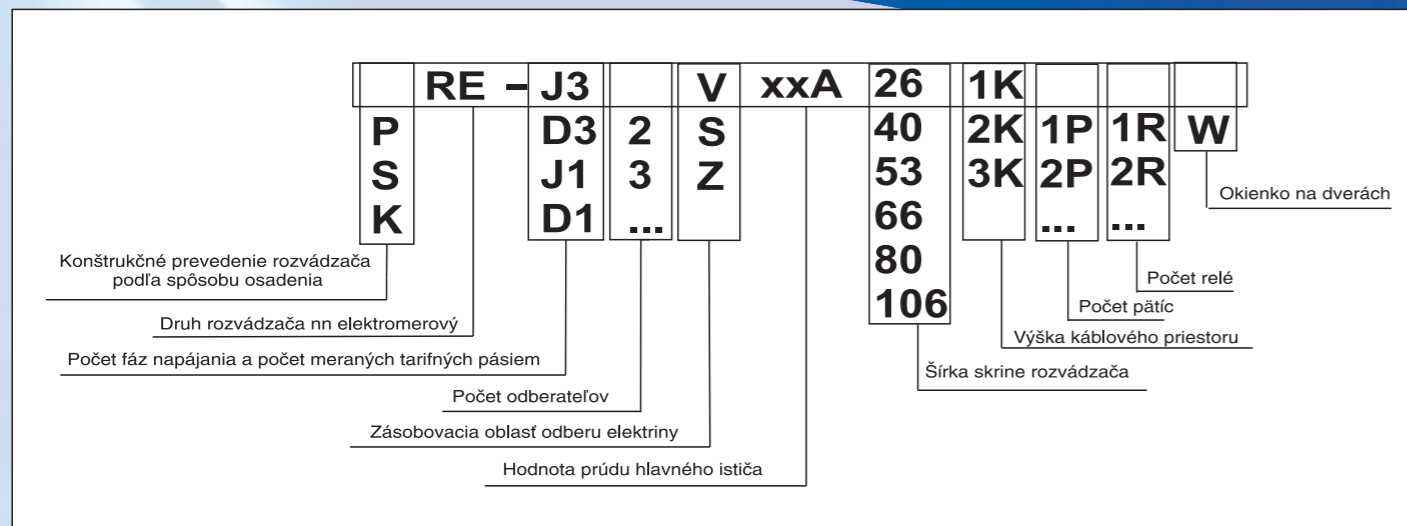 RE – J3 V xxA 26 1K
P D3 2 S 40 2K 1P 1R W
S J1 3 Z 53 3K 2P 2R
K D1 ... 66 ... ...
80
106
Okienko na dverách
Konštrukčné prevedenie rozvádzača
podľa spôsobu osadenia
Počet relé
Počet pätíc
Druh rozvádzača nn elektromerový
Výška káblového priestoru
Počet fáz napájania a počet meraných tarifných pásiem
Šírka skrine rozvádzača
Počet odberateľov
Zásobovacia oblasť odberu elektriny
Hodnota prúdu hlavného ističa